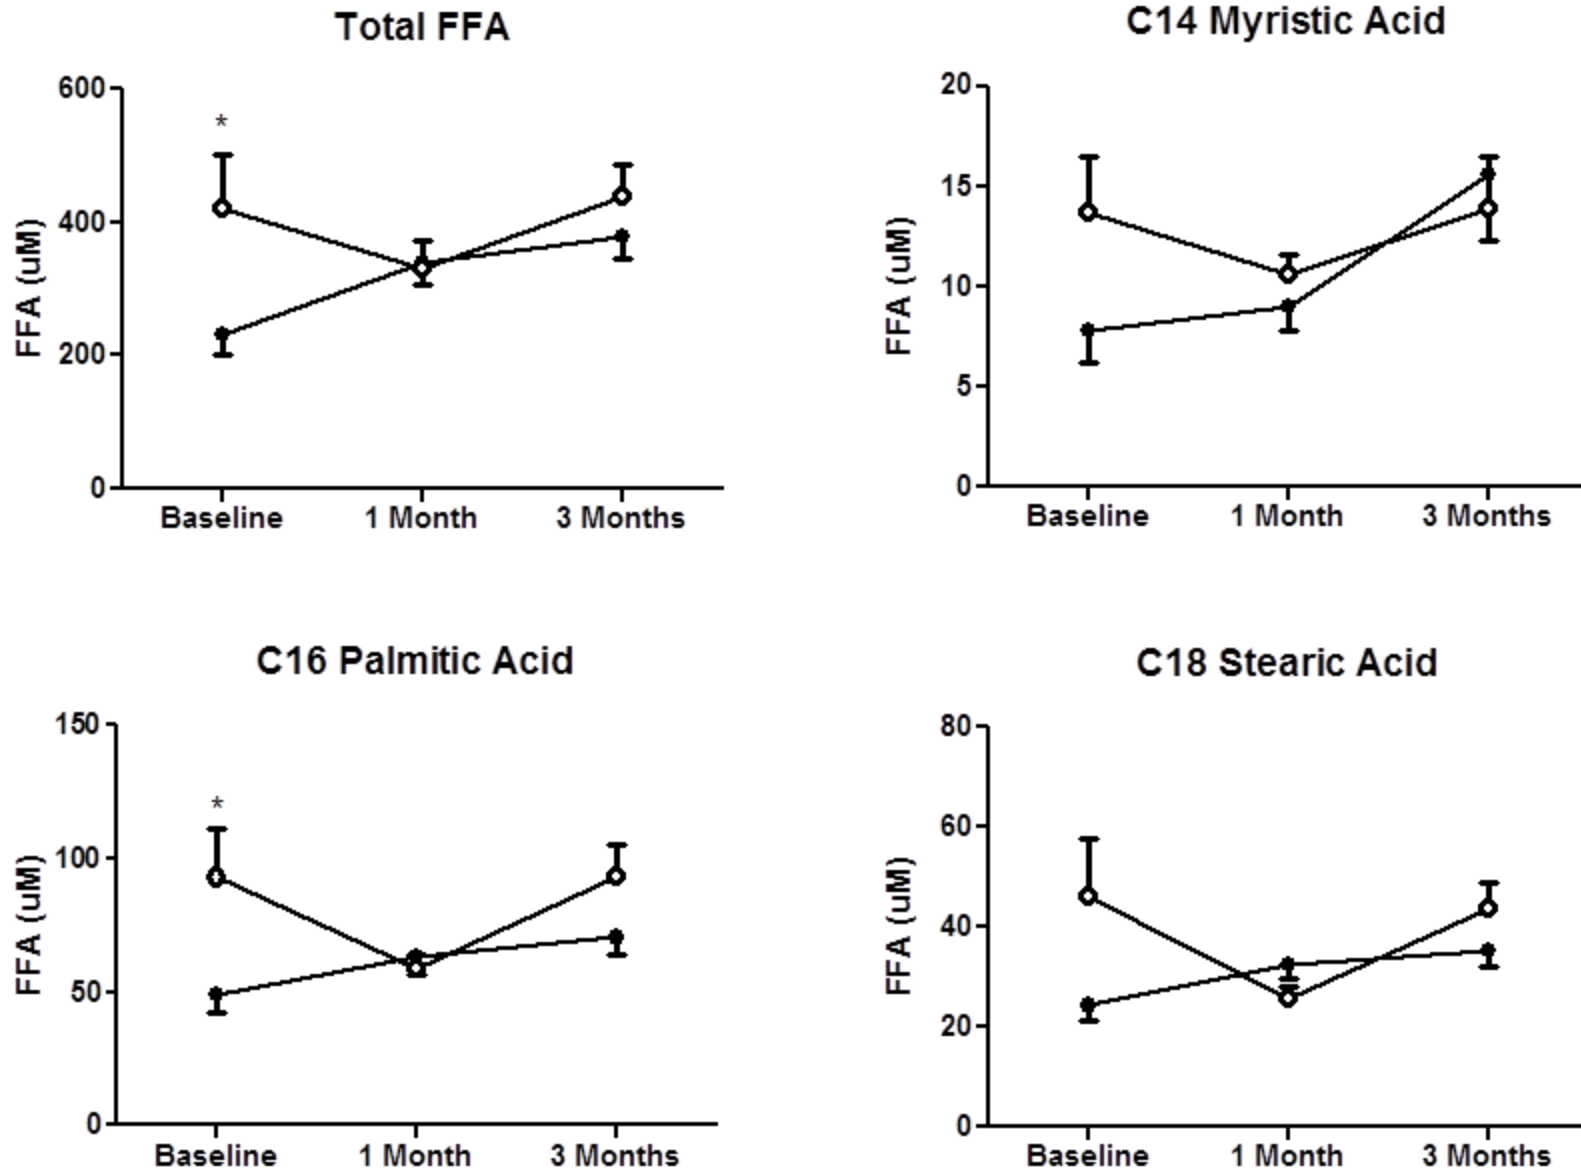 Total FFA
FFA (uM)
600
400
200
0
*
Baseline 1 Month 3 Months
C14 Myristic Acid
FFA (uM)
20
15
10
5
0
Baseline 1 Month 3 Months
C16 Palmitic Acid
FFA (uM)
150
100
50
0
*
Baseline 1 Month 3 Months
C18 Stearic Acid
FFA (uM)
80
60
40
20
0
Baseline 1 Month 3 Months